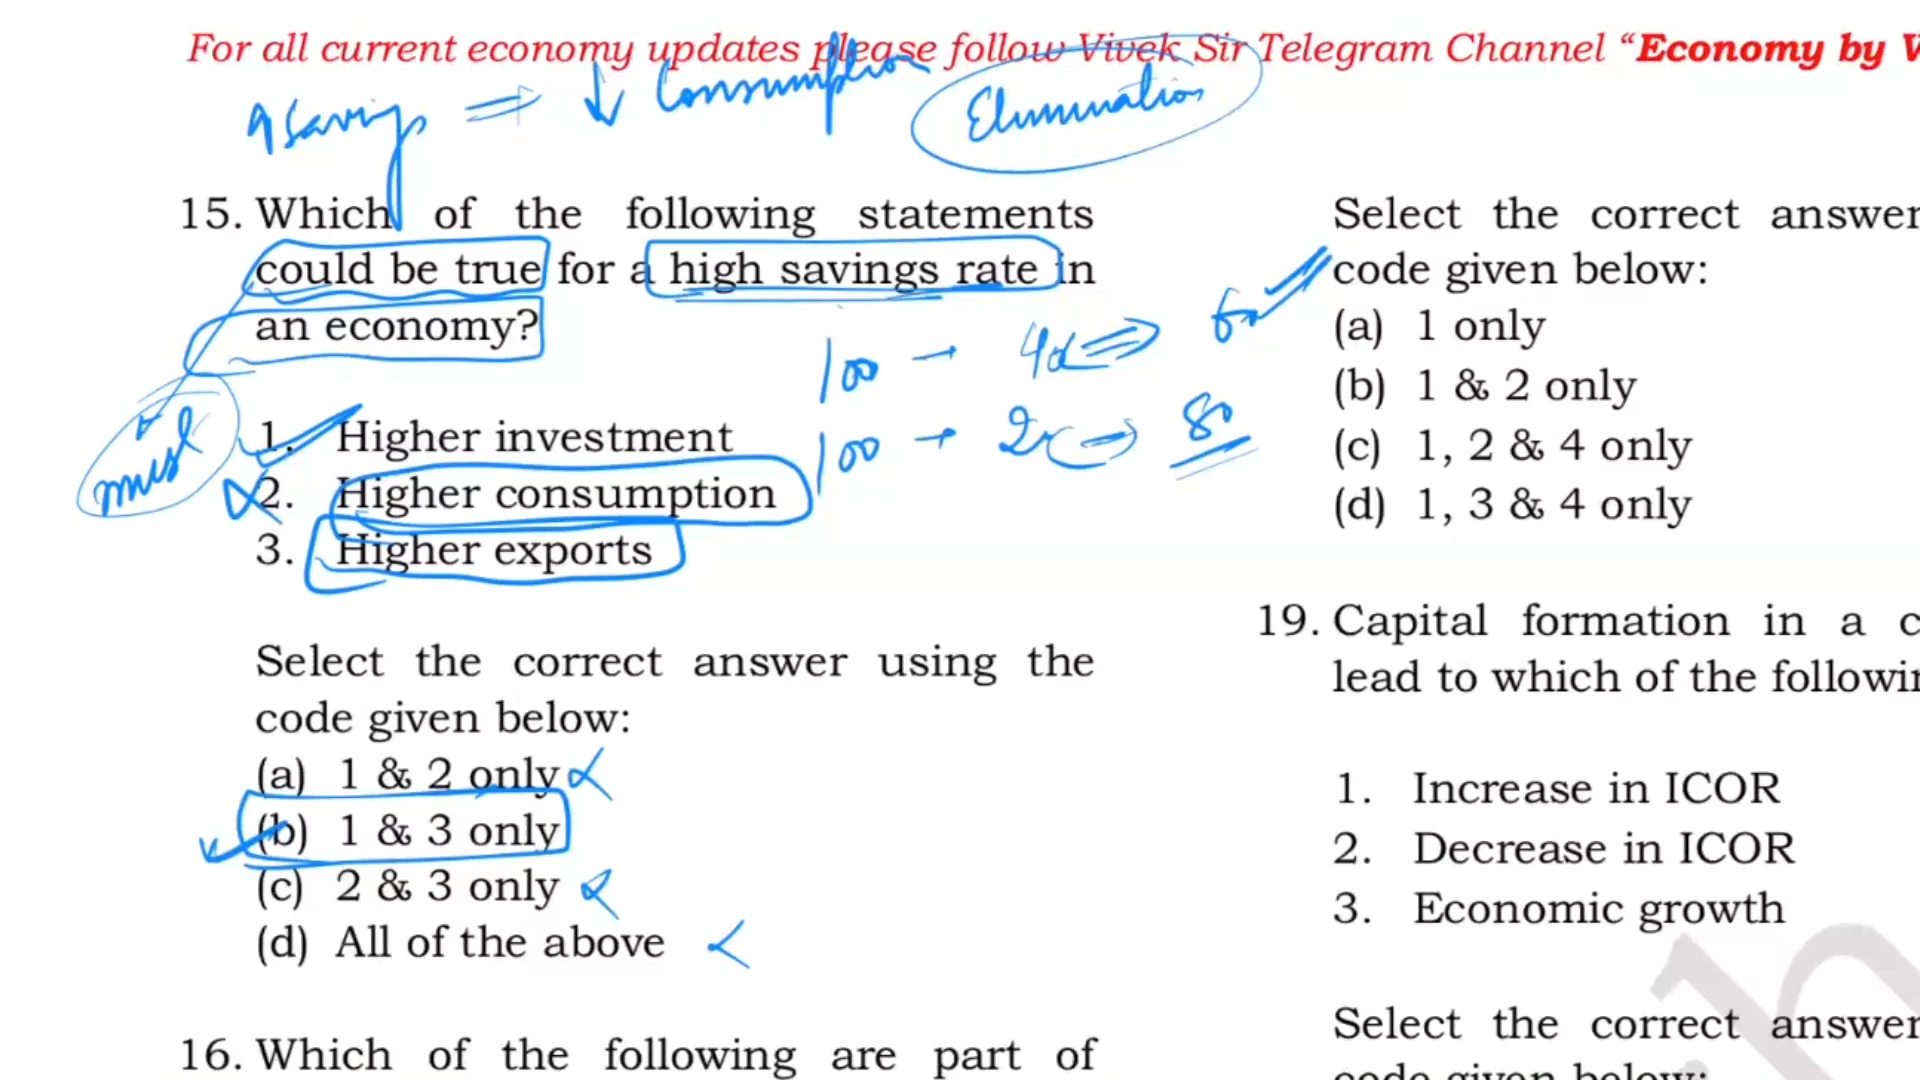 For all current economy updates please follow Vivek Sir Telegram Channel “Economy by V
↑ Savings ⇒ ↓ Consumption
Elimination
15. Which of the following statements
could be true for a high savings rate in
an economy?
must
100 → 40 ⇒ 60
100 → 20 ⇒ 80
1. Higher investment
2. Higher consumption
3. Higher exports
Select the correct answer using the
code given below:
(a) 1 & 2 only
(b) 1 & 3 only
(c) 2 & 3 only
(d) All of the above
16. Which of the following are part of
Select the correct answer
code given below:
(a) 1 only
(b) 1 & 2 only
(c) 1, 2 & 4 only
(d) 1, 3 & 4 only
19. Capital formation in a c
lead to which of the followin
1. Increase in ICOR
2. Decrease in ICOR
3. Economic growth
Select the correct answer
code given below: